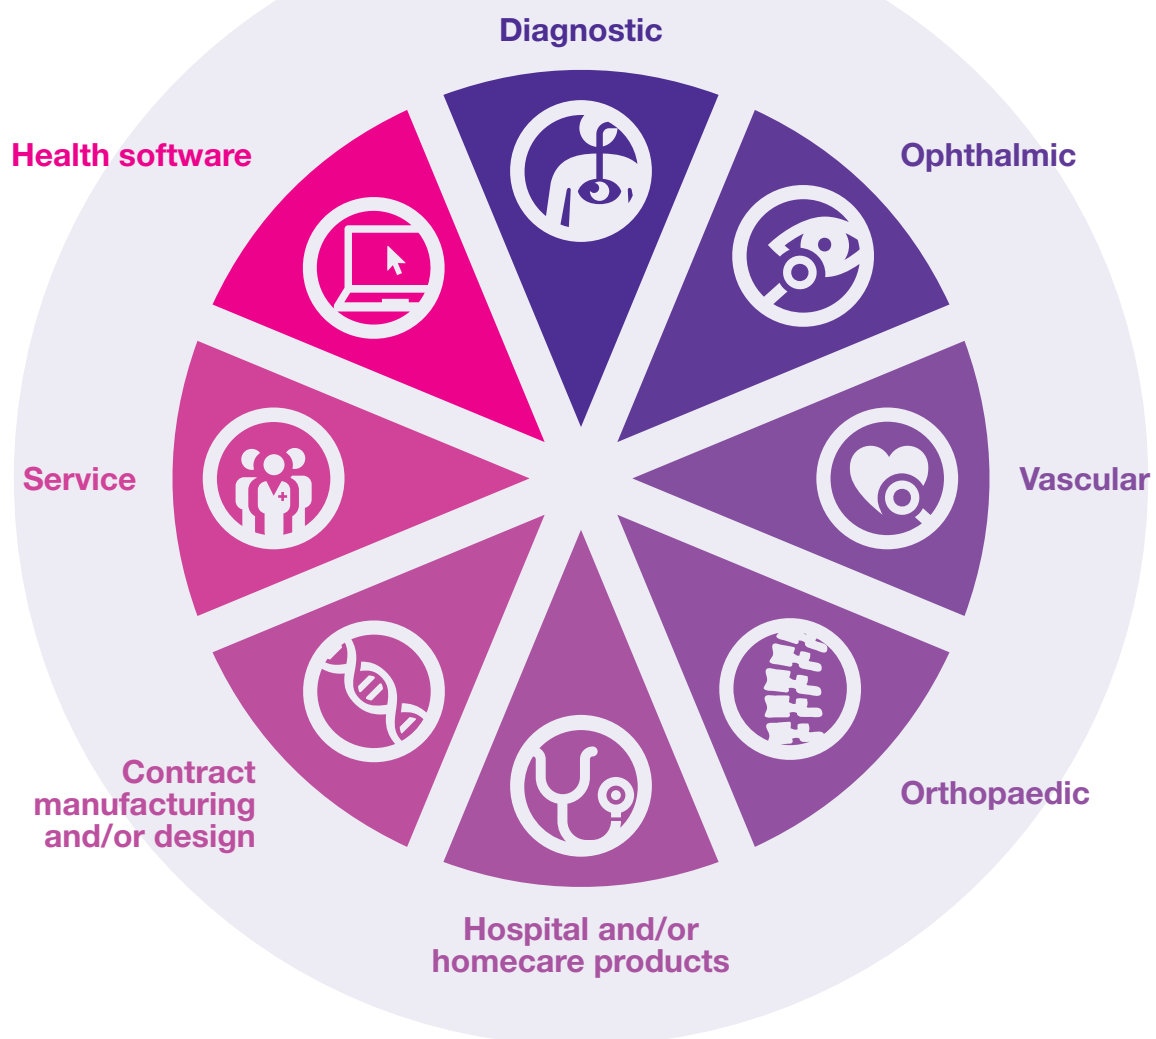 Diagnostic
Health software
Ophthalmic
Service
Vascular
Contract
manufacturing
and/or design
Orthopaedic
Hospital and/or
homecare products